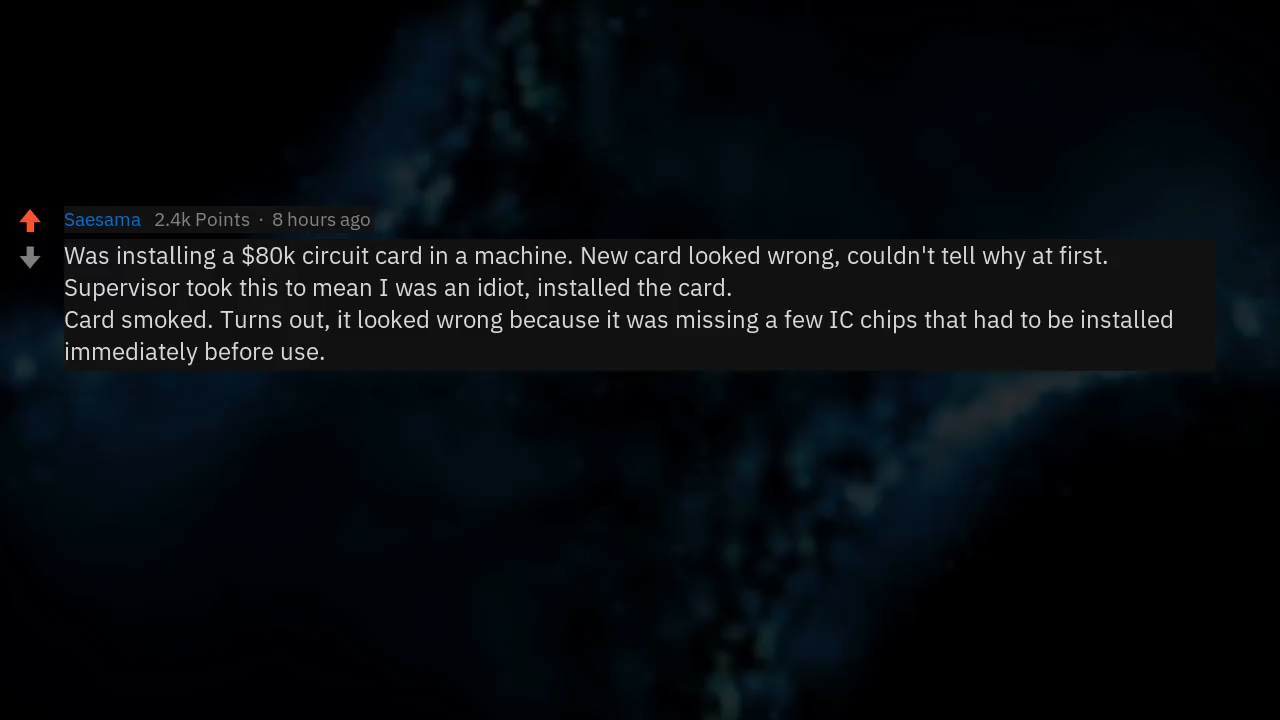 Saesama 2.4k Points · 8 hours ago
Was installing a $80k circuit card in a machine. New card looked wrong, couldn't tell why at first.
Supervisor took this to mean I was an idiot, installed the card.
Card smoked. Turns out, it looked wrong because it was missing a few IC chips that had to be installed
immediately before use.